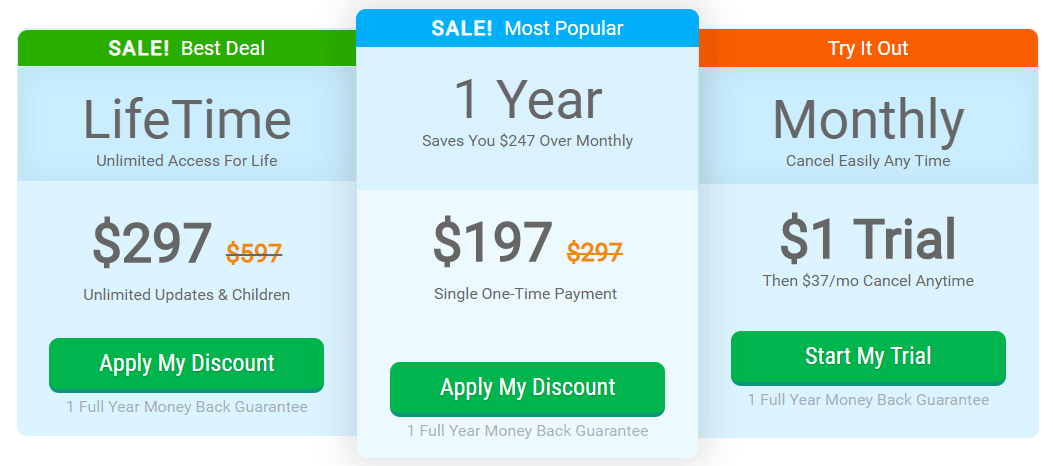 SALE! Best Deal
LifeTime
Unlimited Access For Life
$297 $597
Unlimited Updates & Children
Apply My Discount
1 Full Year Money Back Guarantee
SALE! Most Popular
1 Year
Saves You $247 Over Monthly
$197 $297
Single One-Time Payment
Apply My Discount
1 Full Year Money Back Guarantee
Try It Out
Monthly
Cancel Easily Any Time
$1 Trial
Then $37/mo Cancel Anytime
Start My Trial
1 Full Year Money Back Guarantee